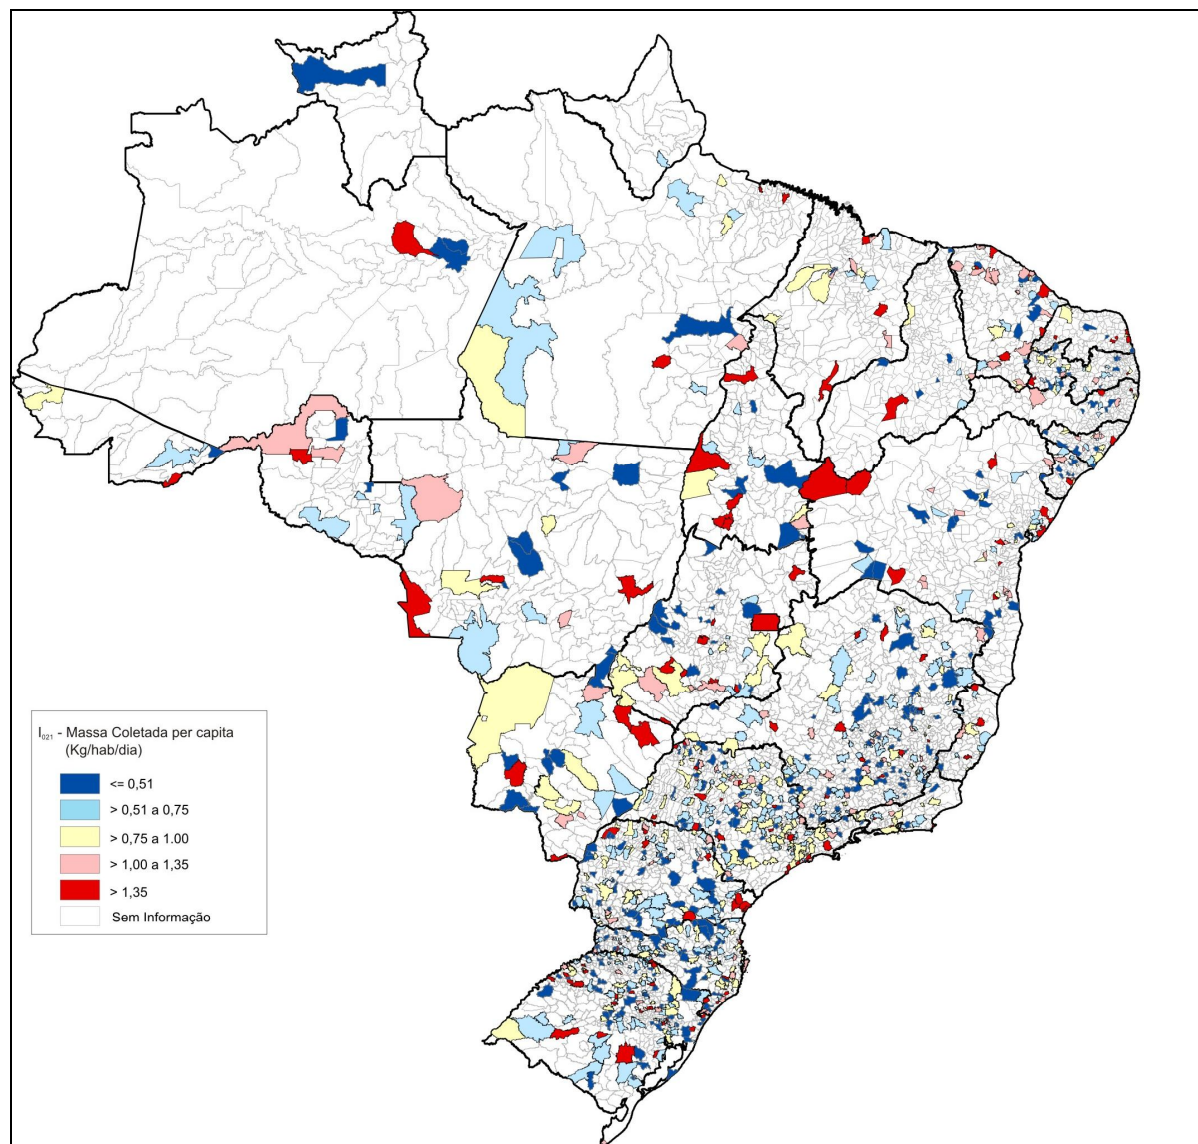 I021 - Massa Coletada per capita
(Kg/hab/dia)
<= 0,51
> 0,51 a 0,75
> 0,75 a 1.00
> 1,00 a 1,35
> 1,35
Sem Informação